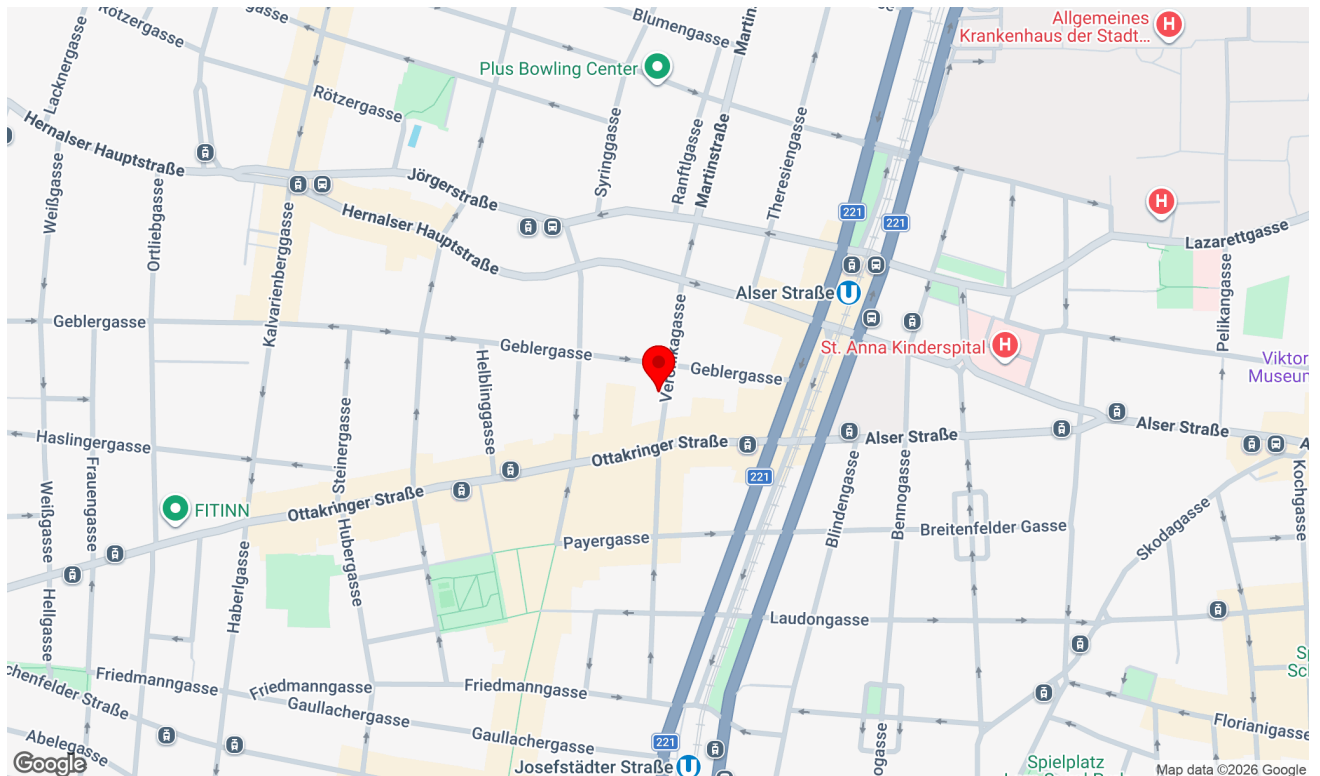 Rötzergasse
Blumengasse
Allgemeines
Krankenhaus der Stadt...
Lacknergasse
Plus Bowling Center
Rötzergasse
Hernalser Hauptstraße
Syringgasse
Ranftlgasse
Martinstraße
Theresiengasse
Weißgasse
Ortliebgasse
Jörgerstraße
Hernalser Hauptstraße
221
221
Lazarettgasse
Kalvarienberggasse
Alser Straße
Pelikangasse
Geblergasse
Geblergasse
Geblergasse
St. Anna Kinderspital
Viktor
Museum
Helblinggasse
Steinergasse
Haslingergasse
Frauengasse
Weißgasse
Ottakringer Straße
Ottakringer Straße
Alser Straße
Alser Straße
Kochgasse
221
FITINN
Hubergasse
Haberlgasse
Hellgasse
Payergasse
Blindengasse
Bennogasse
Breitenfelder Gasse
Skodagasse
Laudongasse
Friedmanngasse
Friedmanngasse
Friedmanngasse
Gaullachergasse
Gaullachergasse
Abelegasse
221
Josefstädter Straße
Florianigasse
Spielplatz
Google
Map data ©2026 Google